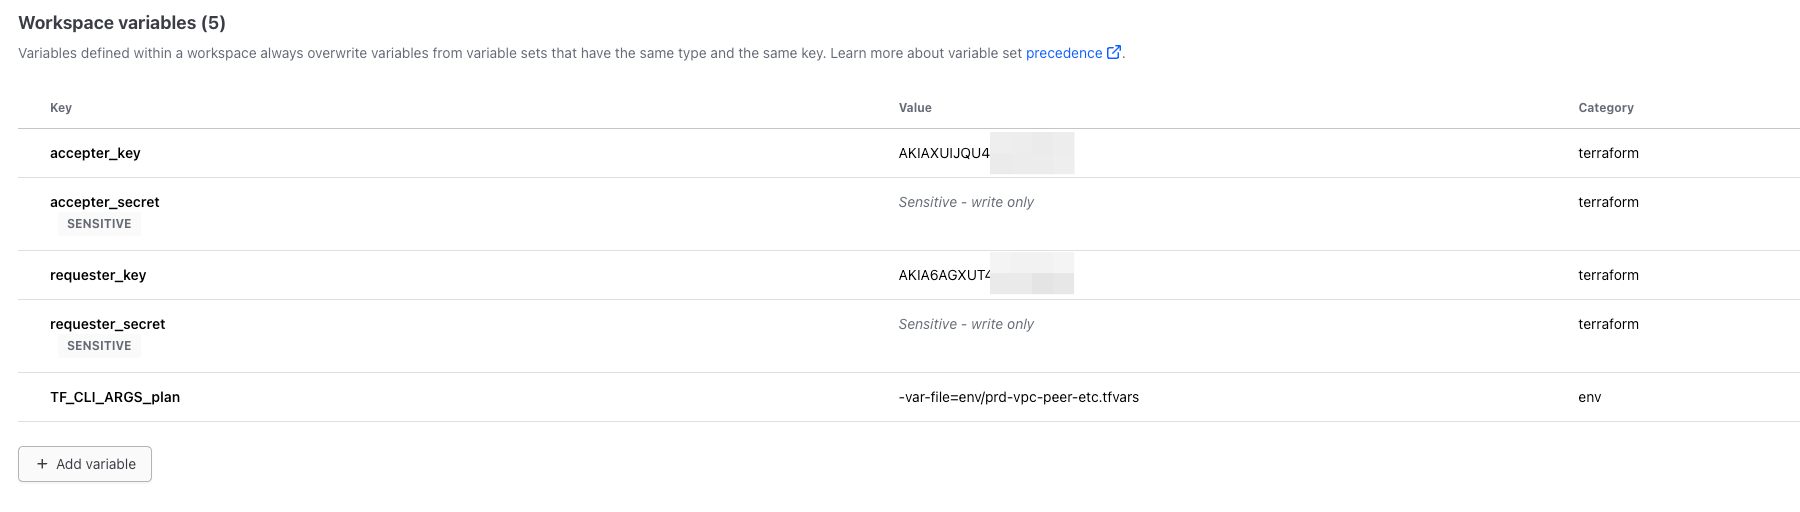 Workspace variables (5)
Variables defined within a workspace always overwrite variables from variable sets that have the same type and the same key. Learn more about variable set precedence.
Key Value Category
accepter_key AKIAXUIJQU4 terraform
accepter_secret Sensitive - write only terraform
SENSITIVE
requester_key AKIA6AGXUT4 terraform
requester_secret Sensitive - write only terraform
SENSITIVE
TF_CLI_ARGS_plan -var-file=env/prd-vpc-peer-etc.tfvars env
+ Add variable